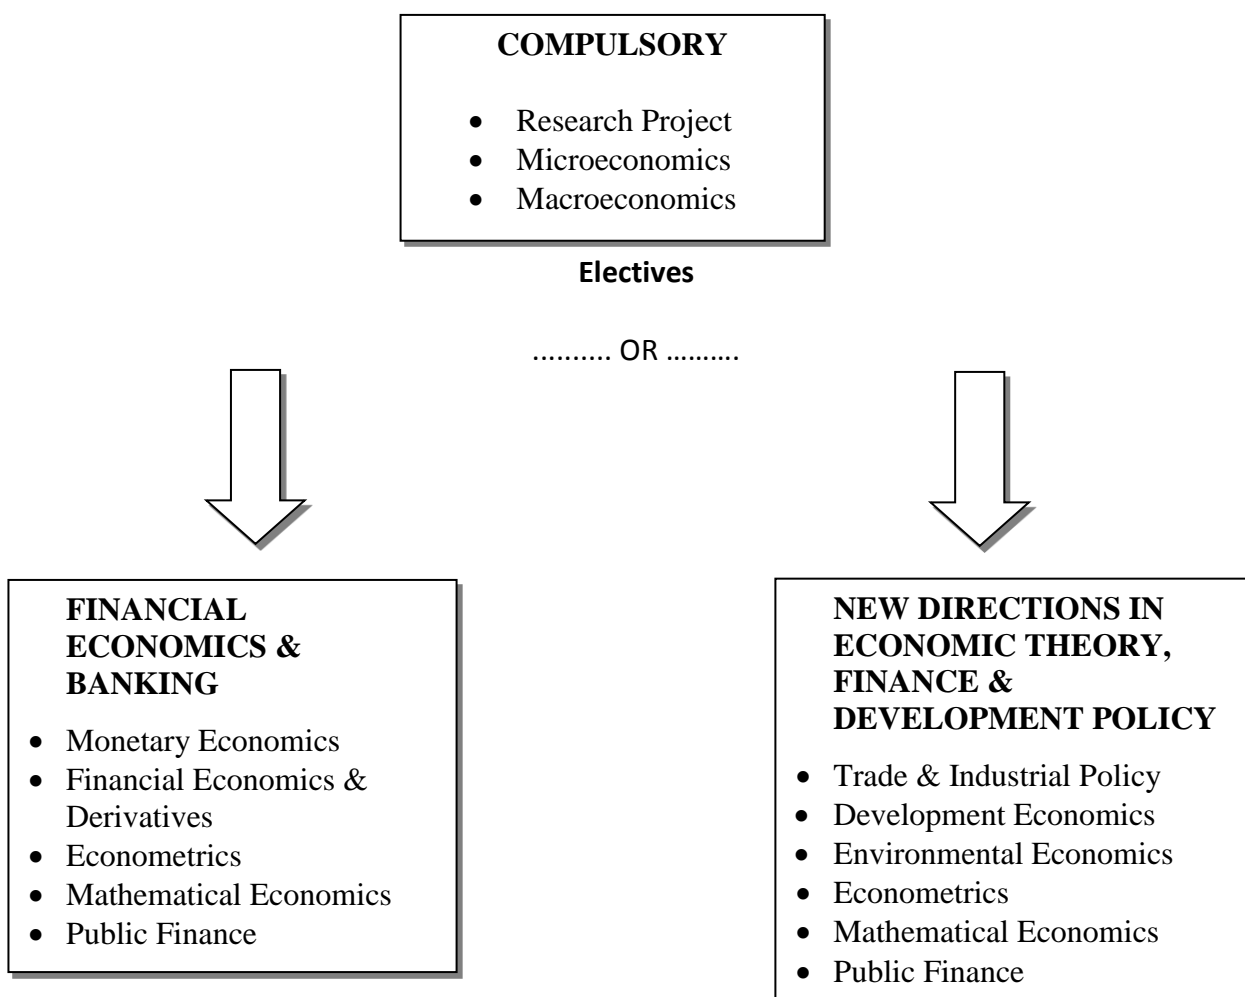 COMPULSORY
• Research Project
• Microeconomics
• Macroeconomics
Electives
.......... OR ..........
FINANCIAL
ECONOMICS &
BANKING
• Monetary Economics
• Financial Economics &
Derivatives
• Econometrics
• Mathematical Economics
• Public Finance
NEW DIRECTIONS IN
ECONOMIC THEORY,
FINANCE &
DEVELOPMENT POLICY
• Trade & Industrial Policy
• Development Economics
• Environmental Economics
• Econometrics
• Mathematical Economics
• Public Finance